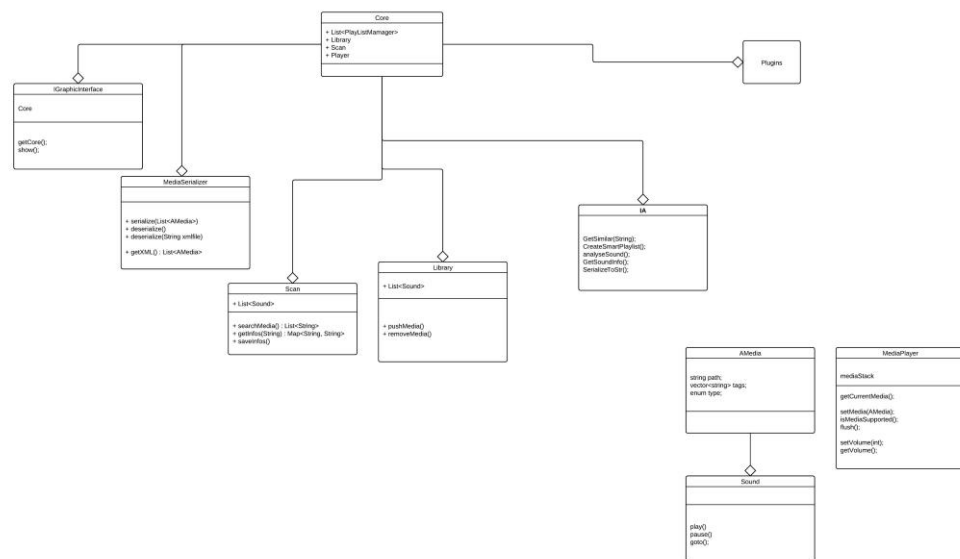 Core
+ List<PlayListMamager>
+ Library
+ Scan
+ Player
Plugins
IGraphicInterface
Core
getCore();
show();
MediaSerializer
+ serialize(List<AMedia>)
+ deserialize()
+ deserialize(String xmlfile)
+ getXML() : List<AMedia>
Scan
+ List<Sound>
+ searchMedia() : List<String>
+ getInfos(String) : Map<String, String>
+ saveInfos()
Library
+ List<Sound>
+ pushMedia()
+ removeMedia()
IA
GetSimilar(String);
CreateSmartPlaylist();
analyseSound();
GetSoundInfo();
SerializeToStr();
AMedia
string path;
vector<string> tags;
enum type;
MediaPlayer
mediaStack
getCurrentMedia();
setMedia(AMedia);
isMediaSupported();
flush();
setVolume(int);
getVolume();
Sound
play()
pause()
goto();